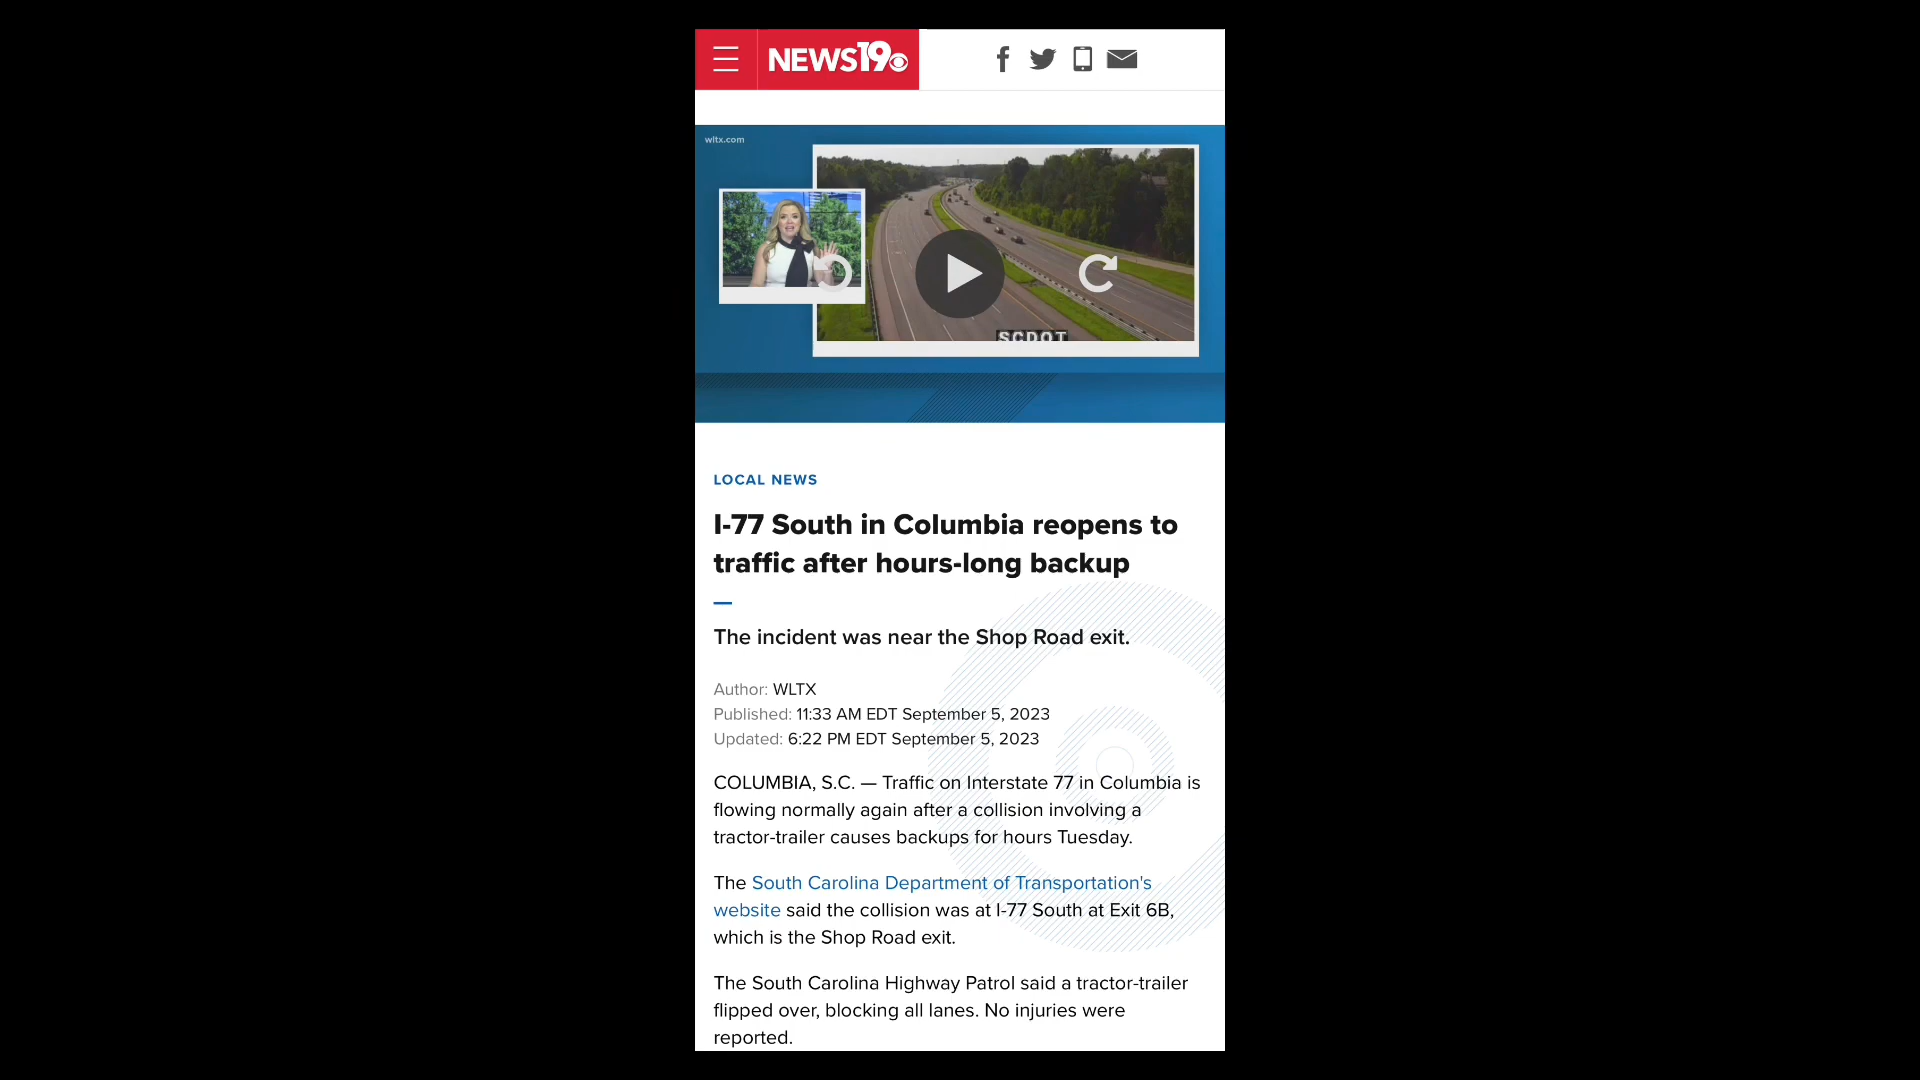 NEWS19
wltx.com
SCDOT
LOCAL NEWS
I-77 South in Columbia reopens to
traffic after hours-long backup
The incident was near the Shop Road exit.
Author: WLTX
Published: 11:33 AM EDT September 5, 2023
Updated: 6:22 PM EDT September 5, 2023
COLUMBIA, S.C. — Traffic on Interstate 77 in Columbia is
flowing normally again after a collision involving a
tractor-trailer causes backups for hours Tuesday.
The South Carolina Department of Transportation's
website said the collision was at I-77 South at Exit 6B,
which is the Shop Road exit.
The South Carolina Highway Patrol said a tractor-trailer
flipped over, blocking all lanes. No injuries were
reported.